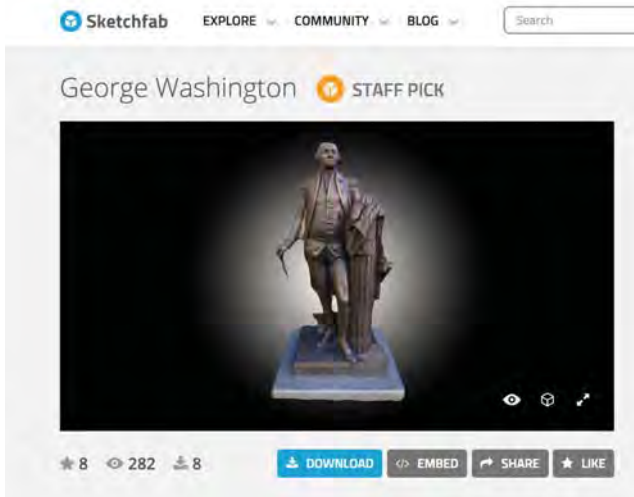 Sketchfab EXPLORE COMMUNITY BLOG Search
George Washington STAFF PICK
8 282 8 DOWNLOAD </> EMBED SHARE LIKE